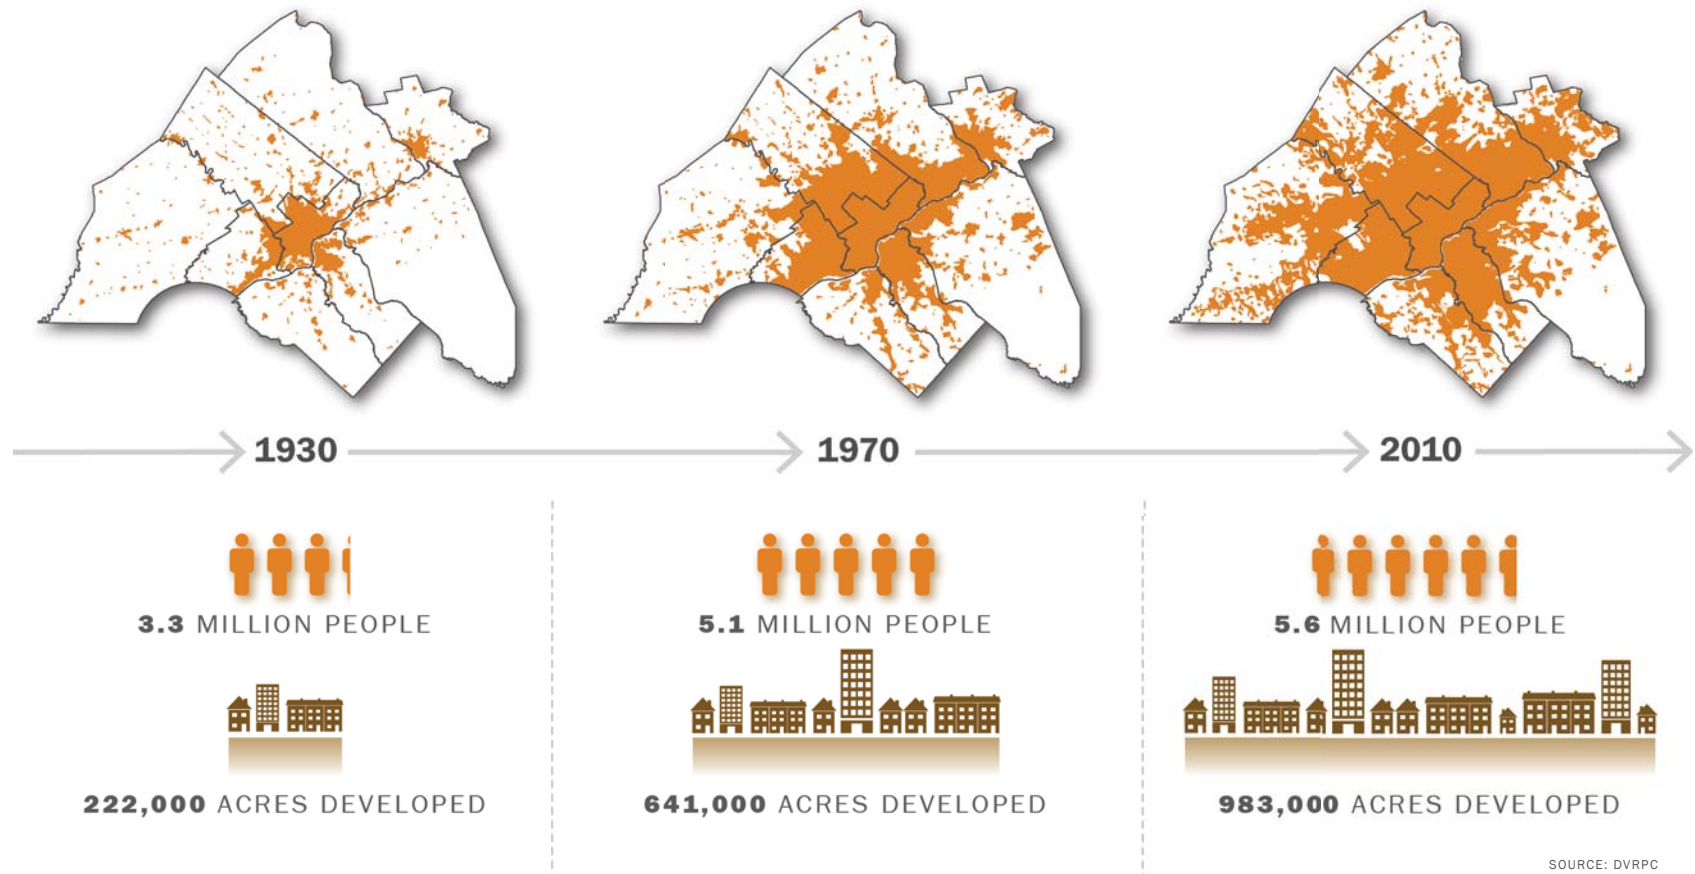 1930
1970
2010
3.3 MILLION PEOPLE
5.1 MILLION PEOPLE
5.6 MILLION PEOPLE
222,000 ACRES DEVELOPED
641,000 ACRES DEVELOPED
983,000 ACRES DEVELOPED
SOURCE: DVRPC